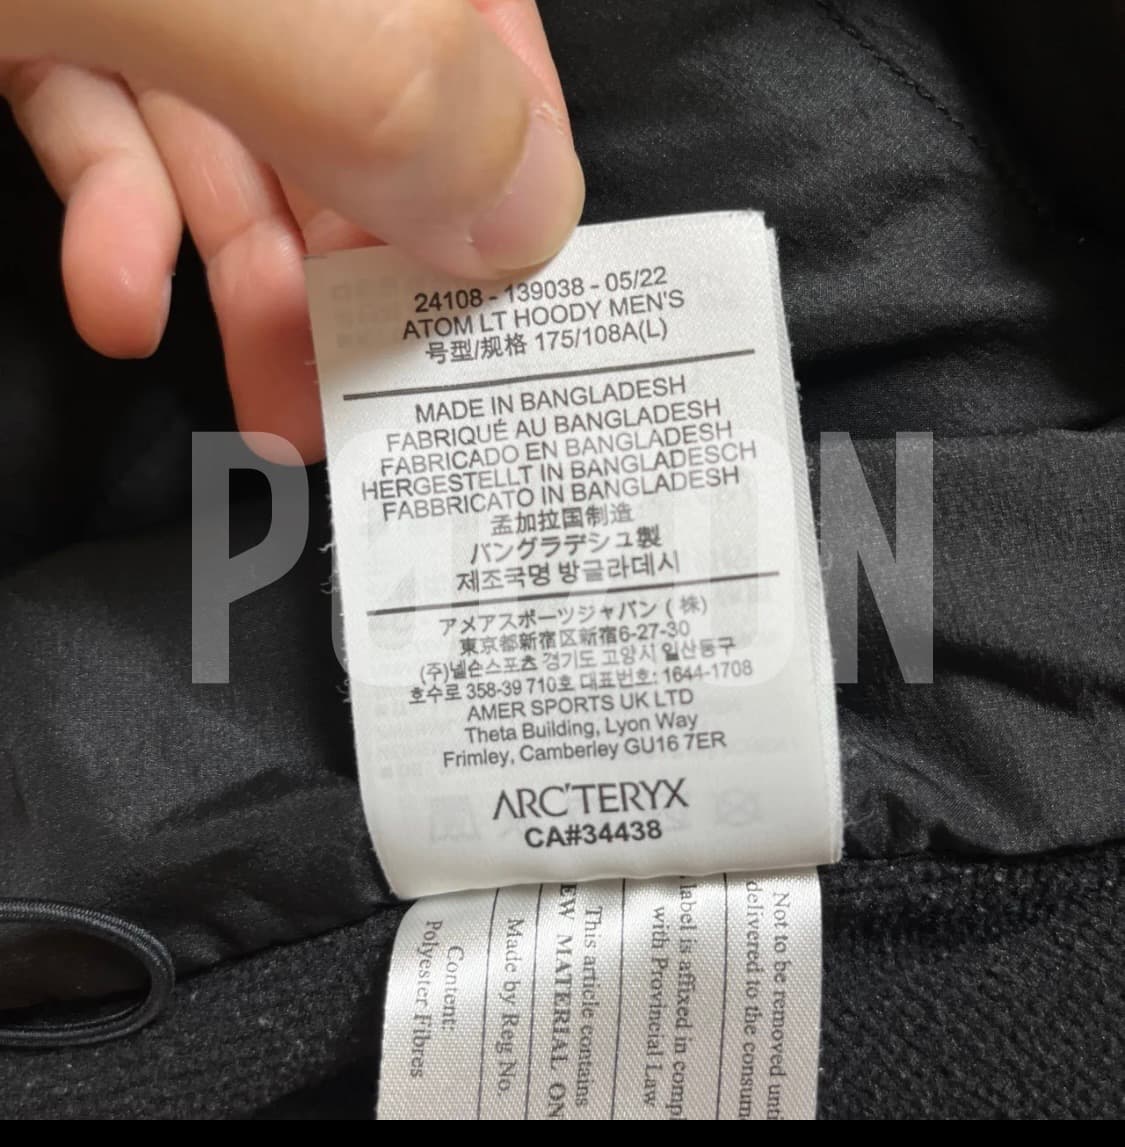 24108 - 139038 - 05/22
ATOM LT HOODY MEN'S
号型/规格 175/108A(L)
MADE IN BANGLADESH
FABRIQUÉ AU BANGLADESH
FABRICADO EN BANGLADESH
HERGESTELLT IN BANGLADESCH
FABBRICATO IN BANGLADESH
孟加拉国制造
バングラデシュ製
제조국명 방글라데시
アメアスポーツジャパン (株)
東京都新宿区新宿6-27-30
(주)넬슨스포츠 경기도 고양시 일산동구
호수로 358-39 710호 대표번호: 1644-1708
AMER SPORTS UK LTD
Theta Building, Lyon Way
Frimley, Camberley GU16 7ER
ARC'TERYX
CA#34438
Not to be removed
delivered to the
label is affixed in
with Provincial Law
This article contains
MATERIAL
Made by Reg No.
Content:
Polyester Fibres